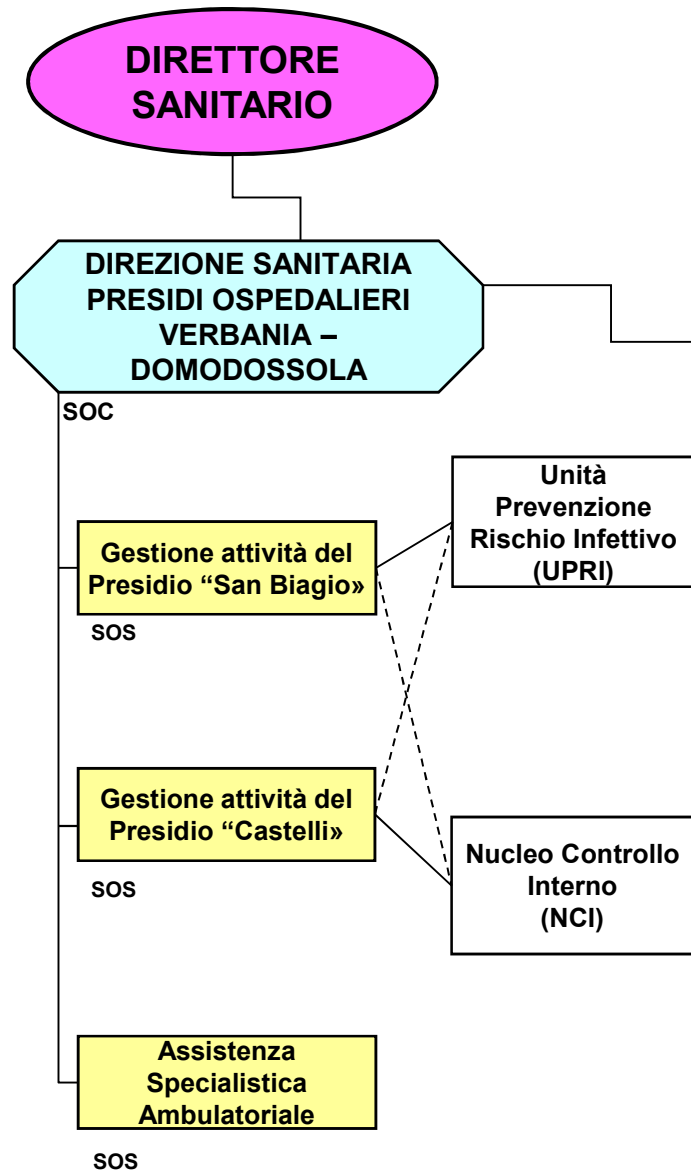 DIRETTORE
SANITARIO
DIREZIONE SANITARIA
PRESIDI OSPEDALIERI
VERBANIA –
DOMODOSSOLA
SOC
Unità
Prevenzione
Rischio Infettivo
(UPRI)
Gestione attività del
Presidio “San Biagio»
SOS
Gestione attività del
Presidio “Castelli»
SOS
Nucleo Controllo
Interno
(NCI)
Assistenza
Specialistica
Ambulatoriale
SOS